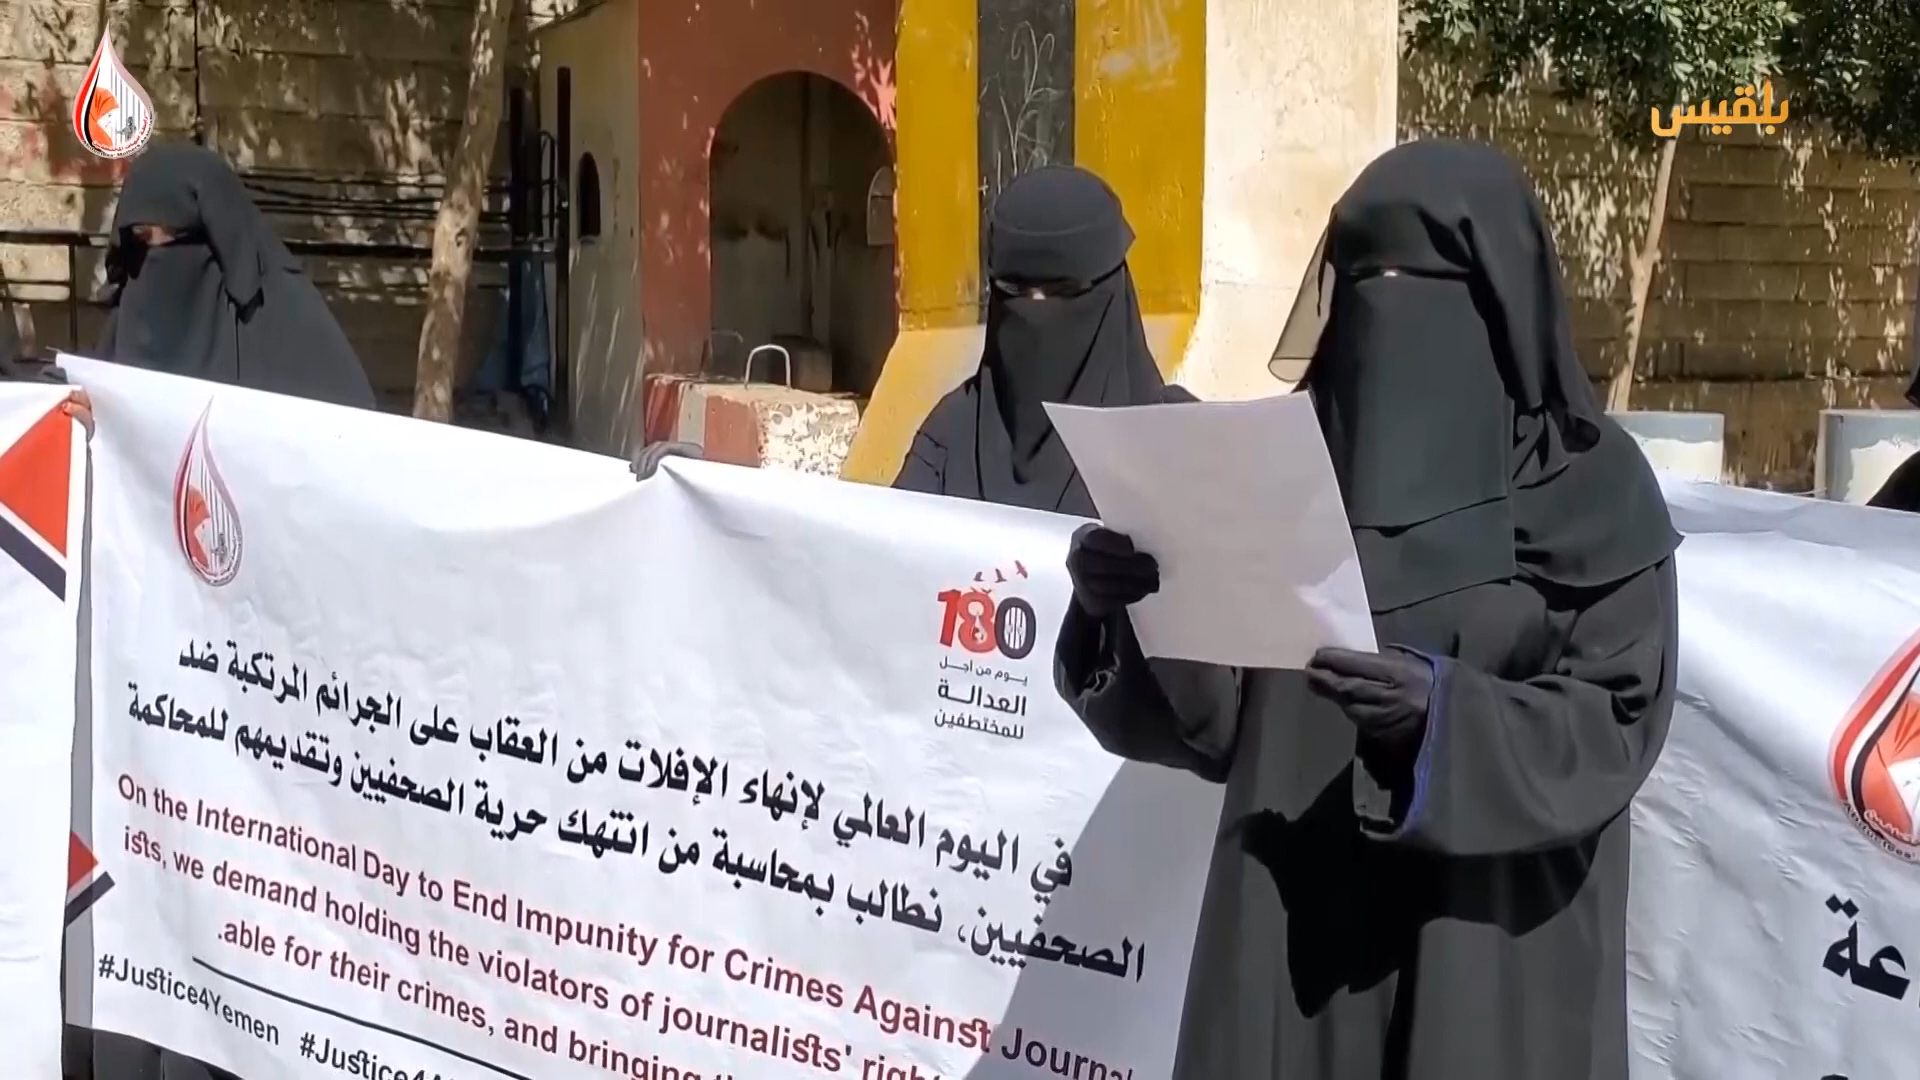 بلقيس
180
يوم من أجل
العدالة
للمختطفين
في اليوم العالمي لإنهاء الإفلات من العقاب على الجرائم المرتكبة ضد
الصحفيين، نطالب بمحاسبة من انتهك حرية الصحفيين وتقديمهم للمحاكمة
On the International Day to End Impunity for Crimes Against Journal
ists, we demand holding the violators of journalists'
.able for their crimes, and bringing
#Justice4Yemen